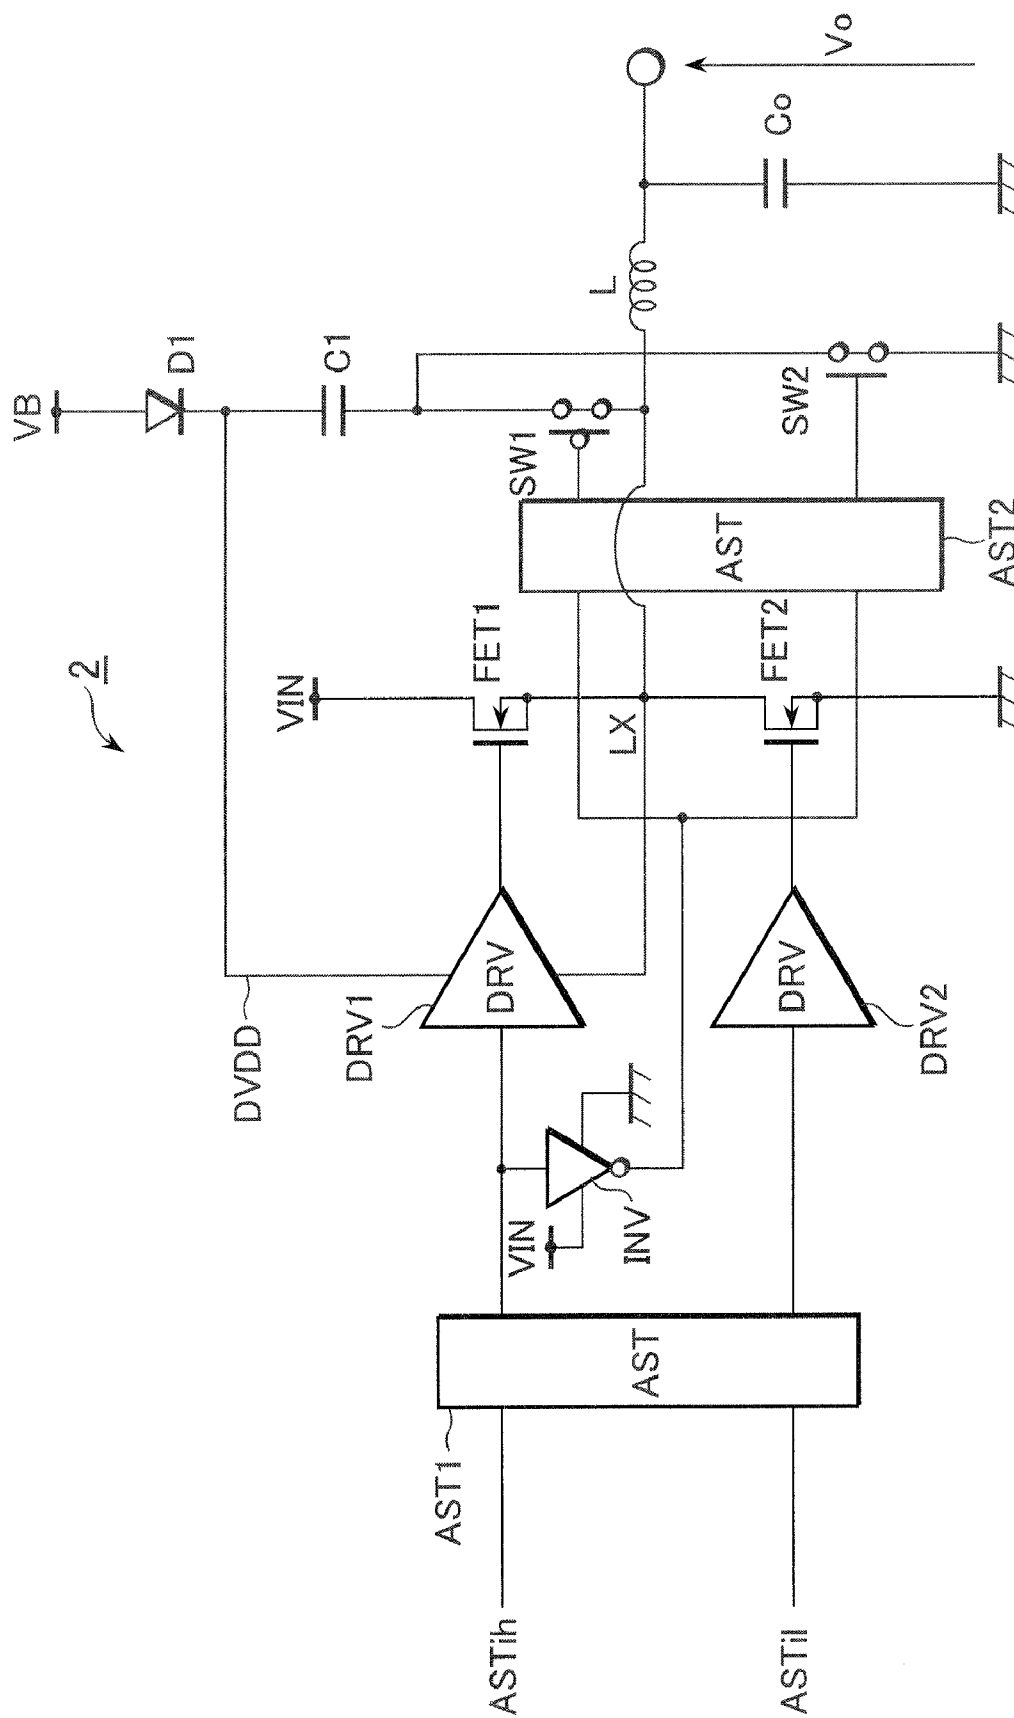 2
VB
D1
C1
DVDD
VIN
FET1
SW1
L
Vo
Co
SW2
AST
AST2
LX
FET2
DRV
DRV1
DRV
DRV2
VIN
INV
AST
AST1
ASTih
ASTil